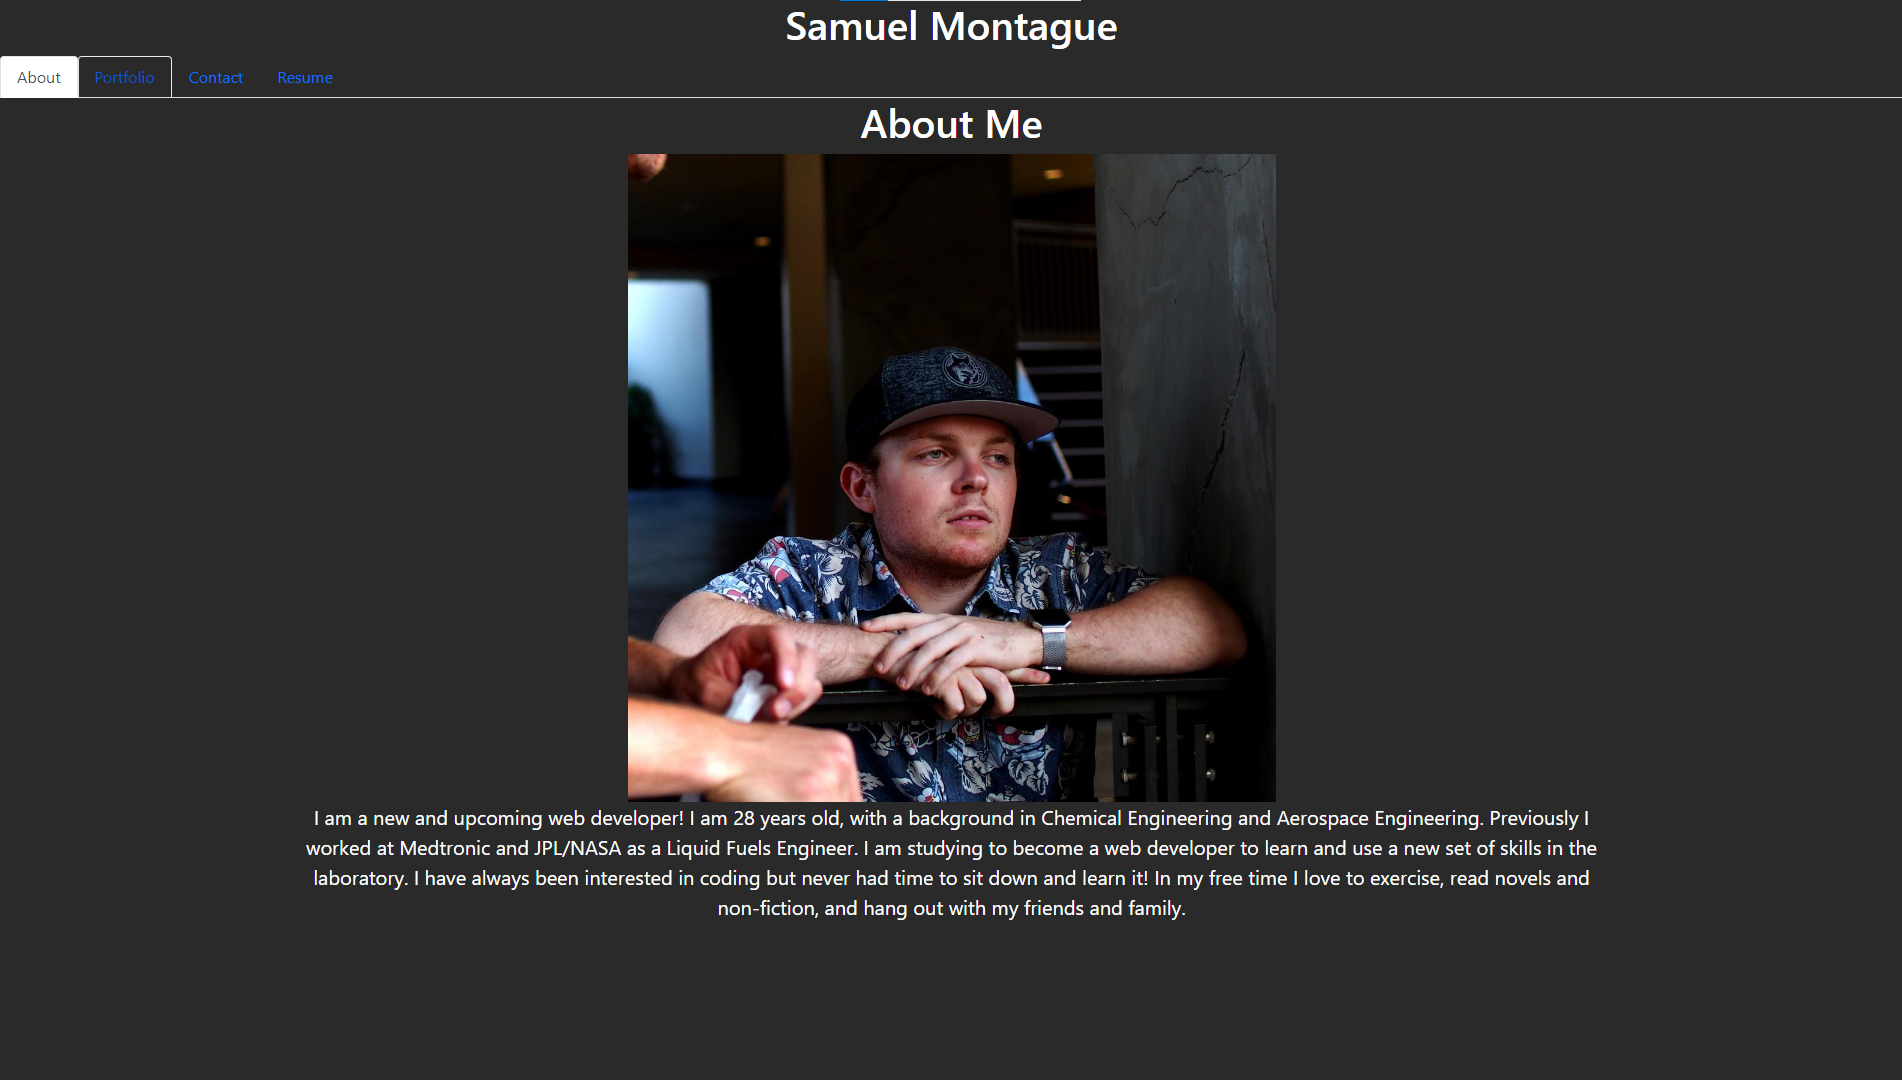 Samuel Montague
About Portfolio Contact Resume
About Me
I am a new and upcoming web developer! I am 28 years old, with a background in Chemical Engineering and Aerospace Engineering. Previously I
worked at Medtronic and JPL/NASA as a Liquid Fuels Engineer. I am studying to become a web developer to learn and use a new set of skills in the
laboratory. I have always been interested in coding but never had time to sit down and learn it! In my free time I love to exercise, read novels and
non-fiction, and hang out with my friends and family.